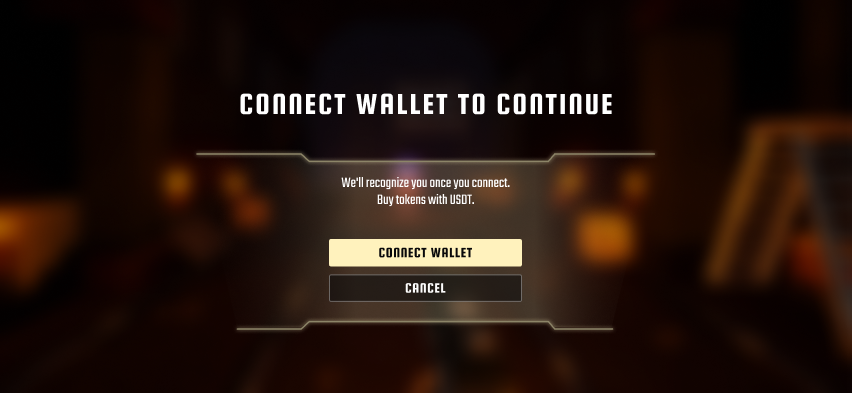 CONNECT WALLET TO CONTINUE
We'll recognize you once you connect.
Buy tokens with USDT.
CONNECT WALLET
CANCEL